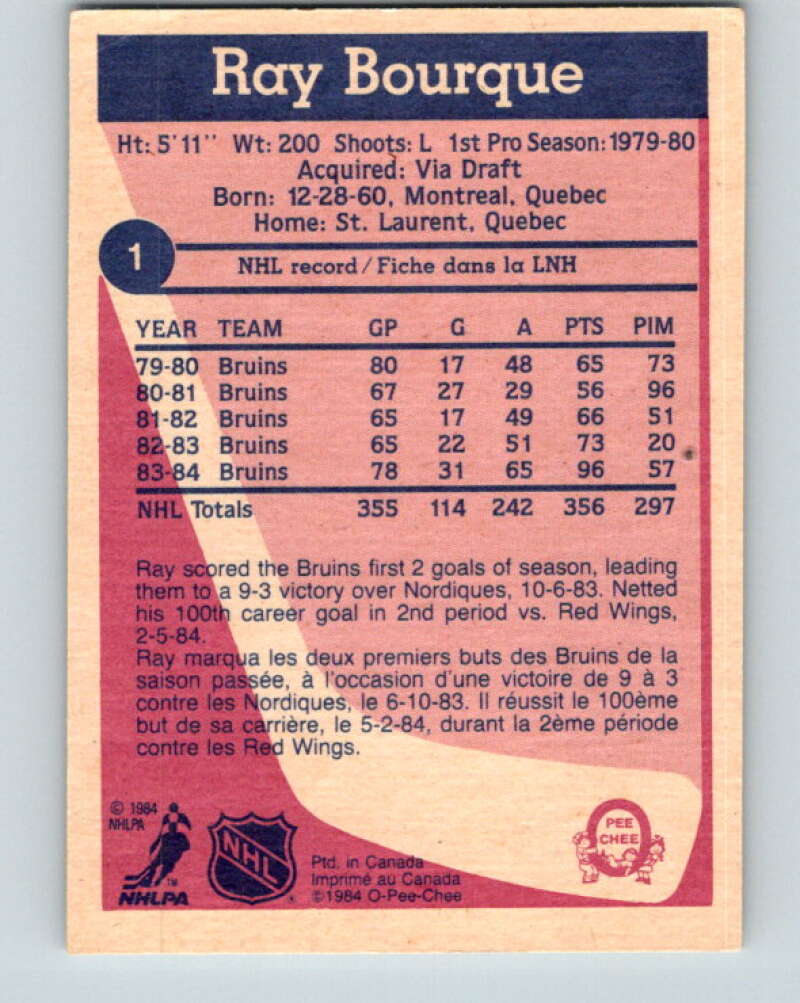 Ray Bourque
Ht: 5'11" Wt: 200 Shoots: L 1st Pro Season: 1979-80
Acquired: Via Draft
Born: 12-28-60, Montreal, Quebec
Home: St. Laurent, Quebec
1
NHL record/Fiche dans la LNH
YEAR TEAM GP G A PTS PIM
79-80 Bruins 80 17 48 65 73
80-81 Bruins 67 27 29 56 96
81-82 Bruins 65 17 49 66 51
82-83 Bruins 65 22 51 73 20
83-84 Bruins 78 31 65 96 57
NHL Totals 355 114 242 356 297
Ray scored the Bruins first 2 goals of season, leading
them to a 9-3 victory over Nordiques, 10-6-83. Netted
his 100th career goal in 2nd period vs. Red Wings,
2-5-84.
Ray marqua les deux premiers buts des Bruins de la
saison passée, à l'occasion d'une victoire de 9 à 3
contre les Nordiques, le 6-10-83. Il réussit le 100ème
but de sa carrière, le 5-2-84, durant la 2ème période
contre les Red Wings.
© 1984
NHLPA
NHLPA
TM
NHL
Ptd. in Canada
Imprimé au Canada
©1984 O-Pee-Chee
O
PEE
CHEE